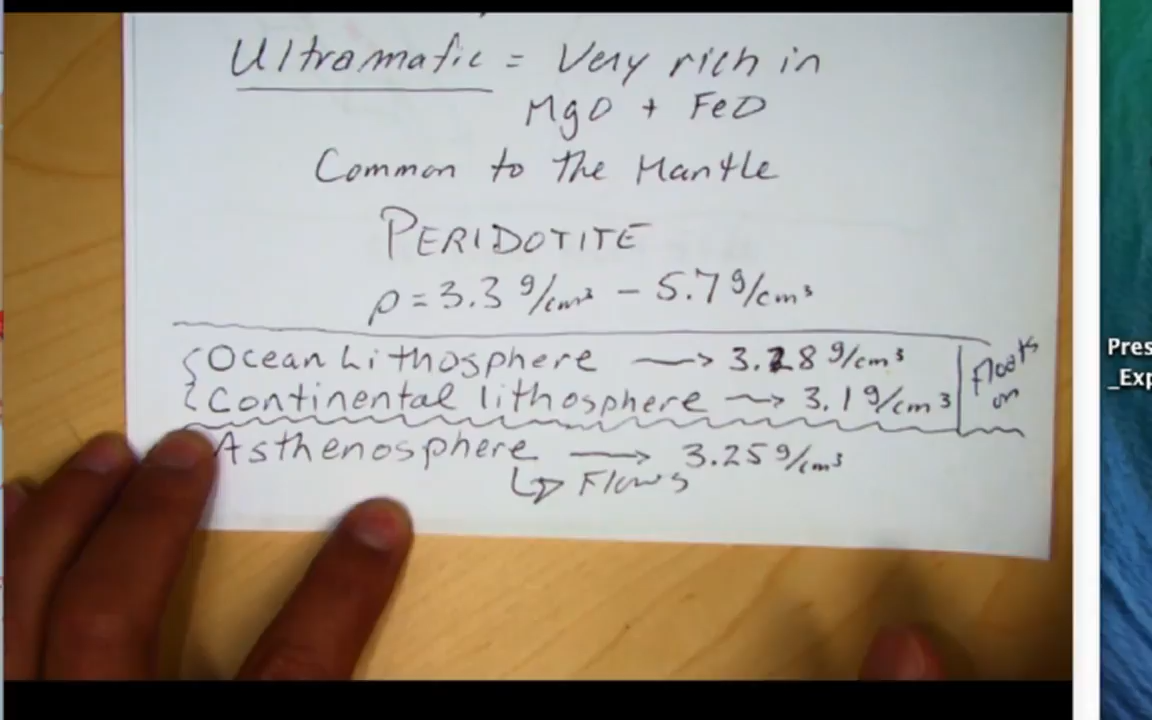 Ultramafic = Very rich in
MgO + FeO
Common to the Mantle
PERIDOTITE
ρ = 3.3 g/cm³ – 5.7 g/cm³
Ocean Lithosphere → 3.28 g/cm³
Continental lithosphere → 3.1 g/cm³
Floats
on
Asthenosphere → 3.25 g/cm³
↳ Flows
Pres
_Exp